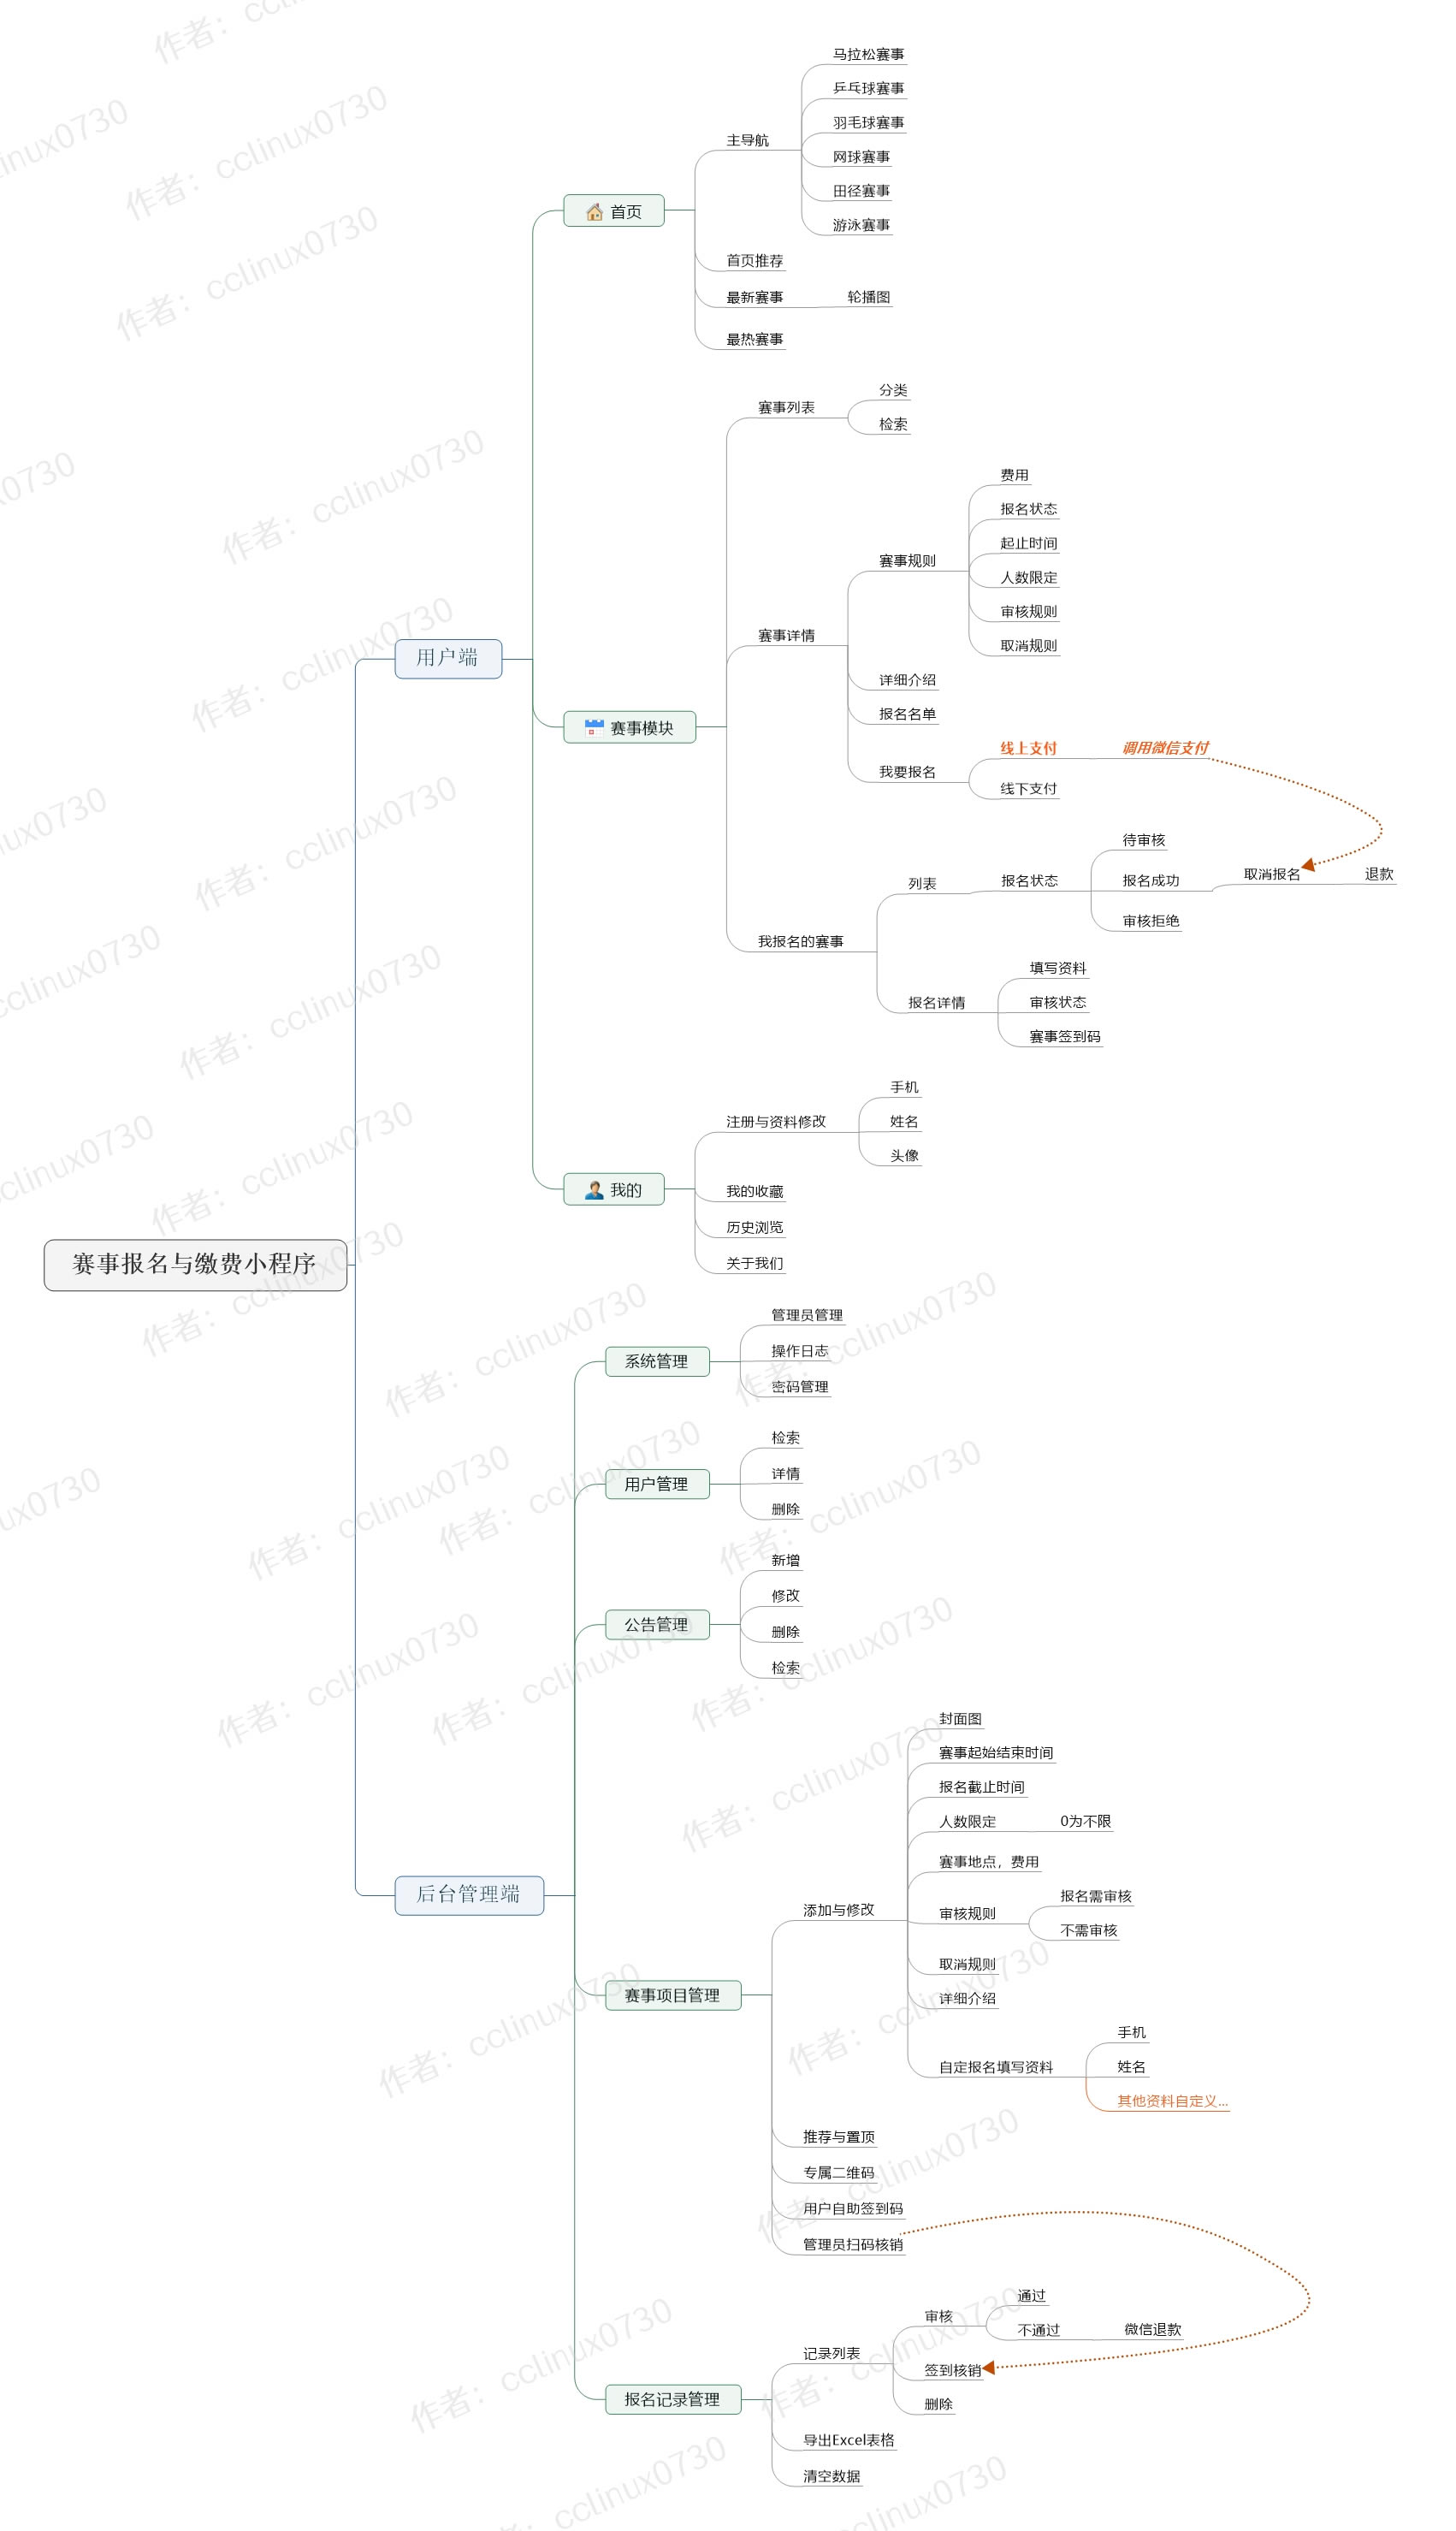 赛事报名与缴费小程序
用户端
首页
主导航
马拉松赛事
乒乓球赛事
羽毛球赛事
网球赛事
田径赛事
游泳赛事
首页推荐
最新赛事
轮播图
最热赛事
赛事模块
赛事列表
分类
检索
赛事详情
赛事规则
费用
报名状态
起止时间
人数限定
审核规则
取消规则
详细介绍
报名名单
我要报名
线上支付
调用微信支付
线下支付
我报名的赛事
列表
报名状态
待审核
报名成功
取消报名
退款
审核拒绝
报名详情
填写资料
审核状态
赛事签到码
我的
注册与资料修改
手机
姓名
头像
我的收藏
历史浏览
关于我们
后台管理端
系统管理
管理员管理
操作日志
密码管理
用户管理
检索
详情
删除
公告管理
新增
修改
删除
检索
赛事项目管理
添加与修改
封面图
赛事起始结束时间
报名截止时间
人数限定
0为不限
赛事地点，费用
审核规则
报名需审核
不需审核
取消规则
详细介绍
自定报名填写资料
手机
姓名
其他资料自定义...
推荐与置顶
专属二维码
用户自助签到码
管理员扫码核销
报名记录管理
记录列表
审核
通过
不通过
微信退款
签到核销
删除
导出Excel表格
清空数据
作者：cclinux0730